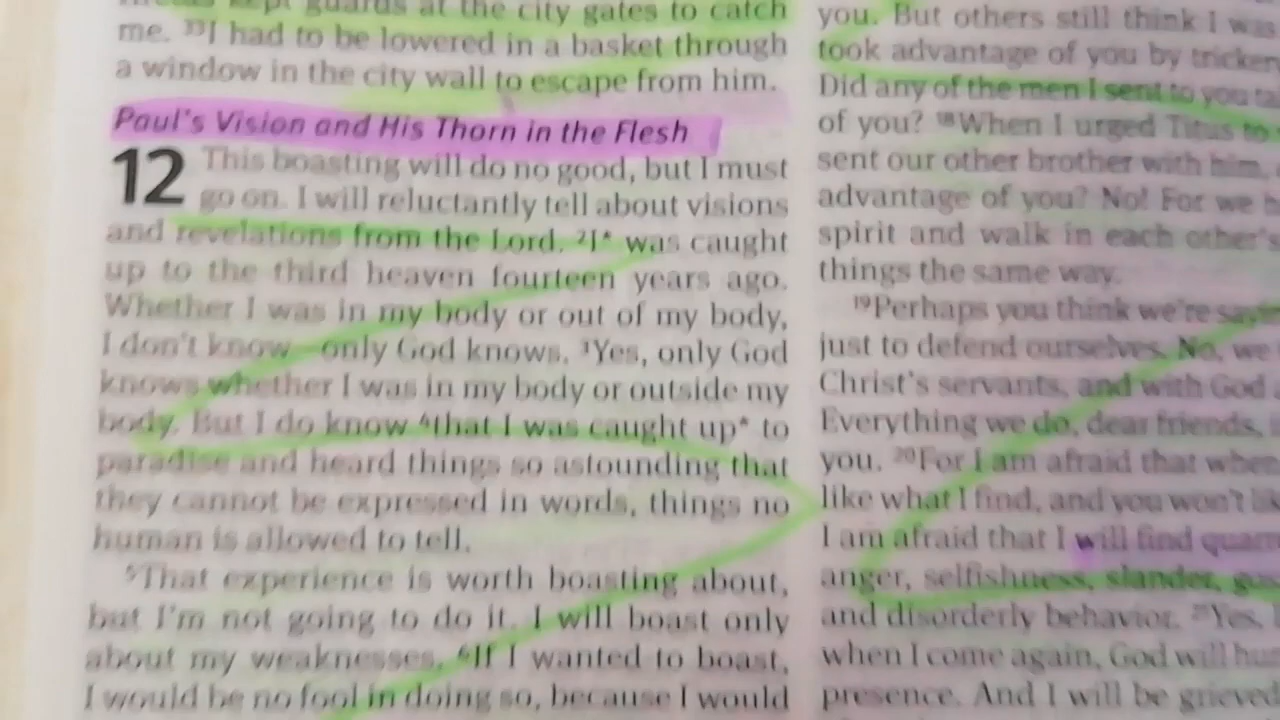 kept guards at the city gates to catch
me. ³³I had to be lowered in a basket through
a window in the city wall to escape from him.
Paul's Vision and His Thorn in the Flesh
12 This boasting will do no good, but I must
go on. I will reluctantly tell about visions
and revelations from the Lord. ²I* was caught
up to the third heaven fourteen years ago.
Whether I was in my body or out of my body,
I don't know—only God knows. ³Yes, only God
knows whether I was in my body or outside my
body. But I do know ⁴that I was caught up* to
paradise and heard things so astounding that
they cannot be expressed in words, things no
human is allowed to tell.
⁵That experience is worth boasting about,
but I'm not going to do it. I will boast only
about my weaknesses. ⁶If I wanted to boast,
I would be no fool in doing so, because I would
you. But others still think I was
took advantage of you by
Did any of the men I sent to you
of you? ¹⁸When I urged Titus to
sent our other brother with him,
advantage of you? No! For we
spirit and walk in each other's
things the same way.
¹⁹Perhaps you think we're
just to defend ourselves. No, we
Christ's servants, and with God
Everything we do, dear friends,
you. ²⁰For I am afraid that when
like what I find, and you won't
I am afraid that I will find
anger, selfishness, slander,
and disorderly behavior. ²¹Yes,
when I come again, God will
presence. And I will be grieved